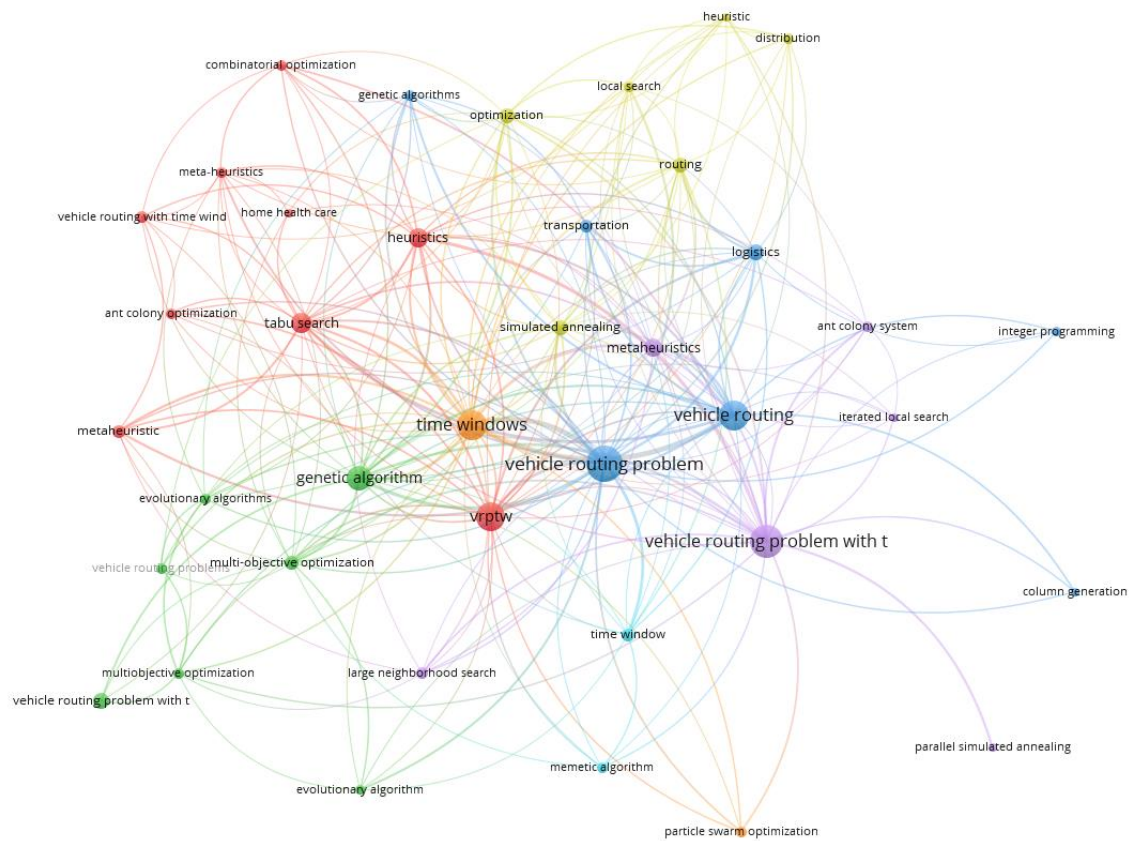 heuristic
distribution
combinatorial optimization
local search
genetic algorithms
optimization
routing
meta-heuristics
home health care
vehicle routing with time wind
transportation
heuristics
logistics
ant colony optimization
tabu search
simulated annealing
ant colony system
integer programming
metaheuristics
vehicle routing
iterated local search
time windows
metaheuristic
vehicle routing problem
genetic algorithm
evolutionary algorithms
vrptw
vehicle routing problem with t
multi-objective optimization
vehicle routing problems
column generation
time window
multiobjective optimization
large neighborhood search
vehicle routing problem with t
parallel simulated annealing
memetic algorithm
evolutionary algorithm
particle swarm optimization